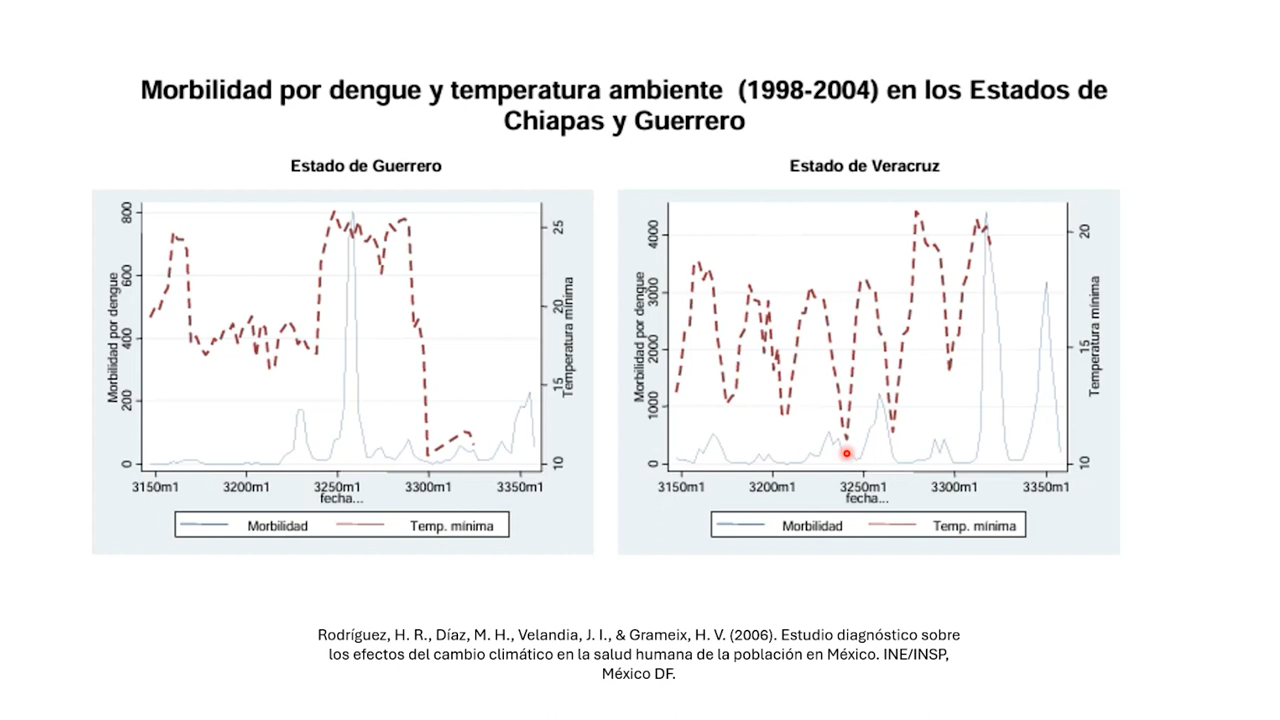 Morbilidad por dengue y temperatura ambiente (1998-2004) en los Estados de
Chiapas y Guerrero
Estado de Guerrero
800
600
400
200
0
Morbilidad por dengue
25
20
15
10
Temperatura mínima
3150m1 3200m1 3250m1 3300m1 3350m1
fecha...
Morbilidad Temp. mínima
Estado de Veracruz
4000
3000
2000
1000
0
Morbilidad por dengue
20
15
10
Temperatura mínima
3150m1 3200m1 3250m1 3300m1 3350m1
fecha...
Morbilidad Temp. mínima
Rodríguez, H. R., Díaz, M. H., Velandia, J. I., & Grameix, H. V. (2006). Estudio diagnóstico sobre
los efectos del cambio climático en la salud humana de la población en México. INE/INSP,
México DF.